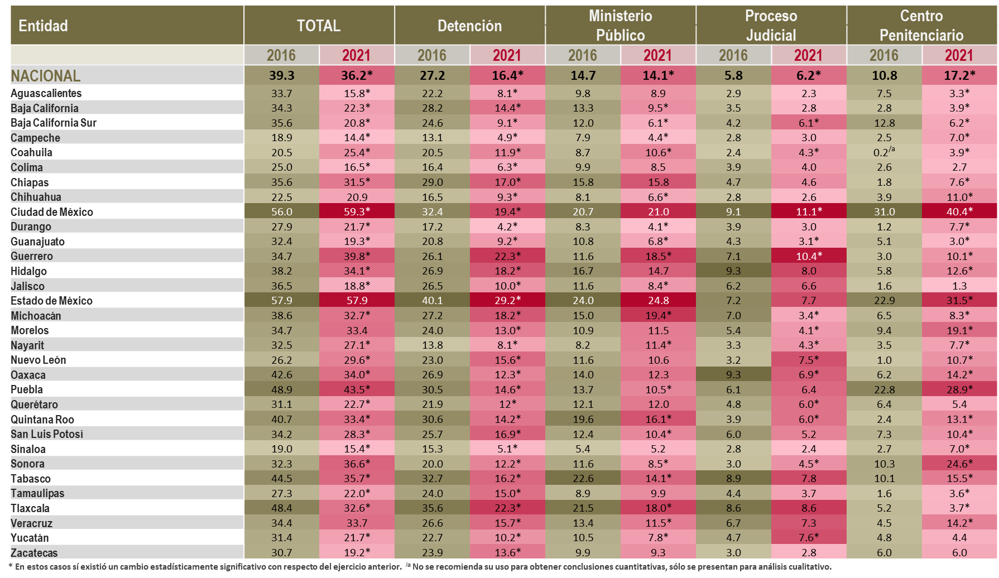 Entidad TOTAL Detención Ministerio Público Proceso Judicial Centro Penitenciario
2016 2021 2016 2021 2016 2021 2016 2021 2016 2021
NACIONAL 39.3 36.2* 27.2 16.4* 14.7 14.1* 5.8 6.2* 10.8 17.2*
Aguascalientes 33.7 15.8* 22.2 8.1* 9.8 8.9 2.9 2.3 7.5 3.3*
Baja California 34.3 22.3* 28.2 14.4* 13.3 9.5* 3.5 2.8 2.8 3.9*
Baja California Sur 35.6 20.8* 24.6 9.1* 12.0 6.1* 4.2 6.1* 12.8 6.2*
Campeche 18.9 14.4* 13.1 4.9* 7.9 4.4* 2.8 3.0 2.5 7.0*
Coahuila 20.5 25.4* 20.5 11.9* 8.7 10.6* 2.4 4.3* 0.2/a 3.9*
Colima 25.0 16.5* 16.4 6.3* 9.9 8.5 3.9 4.0 2.6 2.7
Chiapas 35.6 31.5* 29.0 17.0* 15.8 15.8 4.7 4.6 1.8 7.6*
Chihuahua 22.5 20.9 16.5 9.3* 8.1 6.6* 2.8 2.6 3.9 11.0*
Ciudad de México 56.0 59.3* 32.4 19.4* 20.7 21.0 9.1 11.1* 31.0 40.4*
Durango 27.9 21.7* 17.2 4.2* 8.3 4.1* 3.9 3.0 1.2 7.7*
Guanajuato 32.4 19.3* 20.8 9.2* 10.8 6.8* 4.3 3.1* 5.1 3.0*
Guerrero 34.7 39.8* 26.1 22.3* 11.6 18.5* 7.1 10.4* 3.0 10.1*
Hidalgo 38.2 34.1* 26.9 18.2* 16.7 14.7 9.3 8.0 5.8 12.6*
Jalisco 36.5 18.8* 26.5 10.0* 11.6 8.4* 6.2 6.6 1.6 1.3
Estado de México 57.9 57.9 40.1 29.2* 24.0 24.8 7.2 7.7 22.9 31.5*
Michoacán 38.6 32.7* 27.2 18.2* 15.0 19.4* 7.0 3.4* 6.5 8.3*
Morelos 34.7 33.4 24.0 13.0* 10.9 11.5 5.4 4.1* 9.4 19.1*
Nayarit 32.5 27.1* 13.8 8.1* 8.2 11.4* 3.3 4.3* 3.5 7.7*
Nuevo León 26.2 29.6* 23.0 15.6* 11.6 10.6 3.2 7.5* 1.0 10.7*
Oaxaca 42.6 34.0* 26.9 12.3* 14.0 12.3 9.3 6.9* 6.2 14.2*
Puebla 48.9 43.5* 30.5 14.6* 13.7 10.5* 6.1 6.4 22.8 28.9*
Querétaro 31.1 22.7* 21.9 12* 12.1 12.0 4.8 6.0* 6.4 5.4
Quintana Roo 40.7 33.4* 30.6 14.2* 19.6 16.1* 3.9 6.0* 2.4 13.1*
San Luis Potosí 34.2 28.3* 25.7 16.9* 12.4 10.4* 6.0 5.2 7.3 10.4*
Sinaloa 19.0 15.4* 15.3 5.1* 5.4 5.2 2.8 2.4 2.7 7.0*
Sonora 32.3 36.6* 20.0 12.2* 11.6 8.5* 3.0 4.5* 10.3 24.6*
Tabasco 44.5 35.7* 32.7 16.2* 22.6 14.1* 8.9 7.8 10.1 15.5*
Tamaulipas 27.3 22.0* 24.0 15.0* 8.9 9.9 4.4 3.7 1.6 3.6*
Tlaxcala 48.4 32.6* 35.6 22.3* 21.5 18.0* 8.6 8.6 5.2 3.7*
Veracruz 34.4 33.7 26.6 15.7* 13.4 11.5* 6.7 7.3 4.5 14.2*
Yucatán 31.4 21.7* 22.7 10.2* 10.5 7.8* 4.7 7.6* 4.8 4.4
Zacatecas 30.7 19.2* 23.9 13.6* 9.9 9.3 3.0 2.8 6.0 6.0
* En estos casos sí existió un cambio estadísticamente significativo con respecto del ejercicio anterior. /a No se recomienda su uso para obtener conclusiones cuantitativas, sólo se presentan para análisis cualitativo.